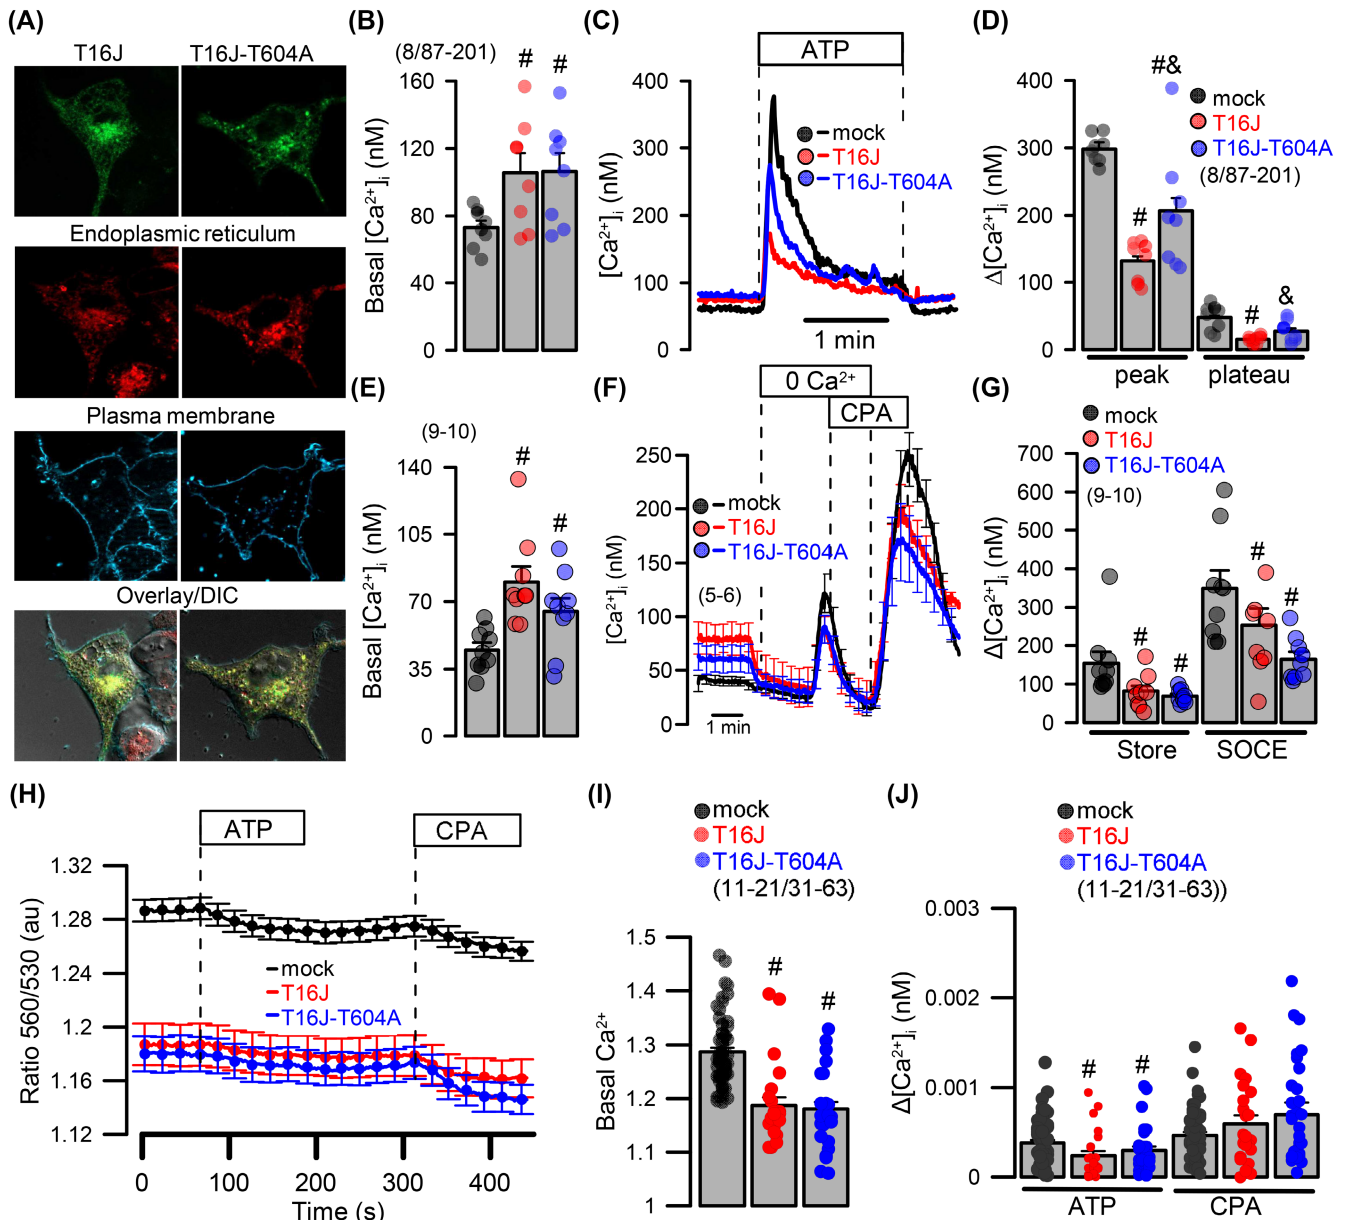 (A)
T16J
T16J-T604A
Endoplasmic reticulum
Plasma membrane
Overlay/DIC
(B)
(8/87-201)
# #
160
120
80
40
0
Basal [Ca²⁺]ᵢ (nM)
(C)
ATP
400
300
200
100
0
[Ca²⁺]ᵢ (nM)
mock
T16J
T16J-T604A
1 min
(D)
400
300
200
100
0
Δ[Ca²⁺]ᵢ (nM)
#&
#
#
&
mock
T16J
T16J-T604A
(8/87-201)
peak
plateau
(E)
(9-10)
#
#
140
105
70
35
0
Basal [Ca²⁺]ᵢ (nM)
(F)
0 Ca²⁺
CPA
250
200
150
100
50
0
[Ca²⁺]ᵢ (nM)
mock
T16J
T16J-T604A
(5-6)
1 min
(G)
mock
T16J
T16J-T604A
(9-10)
700
600
500
400
300
200
100
0
Δ[Ca²⁺]ᵢ (nM)
# #
# #
Store
SOCE
(H)
ATP
CPA
1.32
1.28
1.24
1.2
1.16
1.12
Ratio 560/530 (au)
mock
T16J
T16J-T604A
0 100 200 300 400
Time (s)
(I)
mock
T16J
T16J-T604A
(11-21/31-63)
1.5
1.4
1.3
1.2
1.1
1
Basal Ca²⁺
#
#
(J)
mock
T16J
T16J-T604A
(11-21/31-63))
0.003
0.002
0.001
0
Δ[Ca²⁺]ᵢ (nM)
# #
ATP
CPA